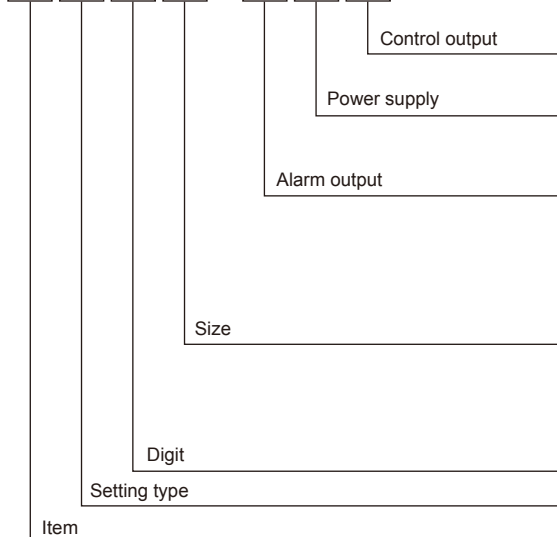 Control output
Power supply
Alarm output
Size
Digit
Setting type
Item